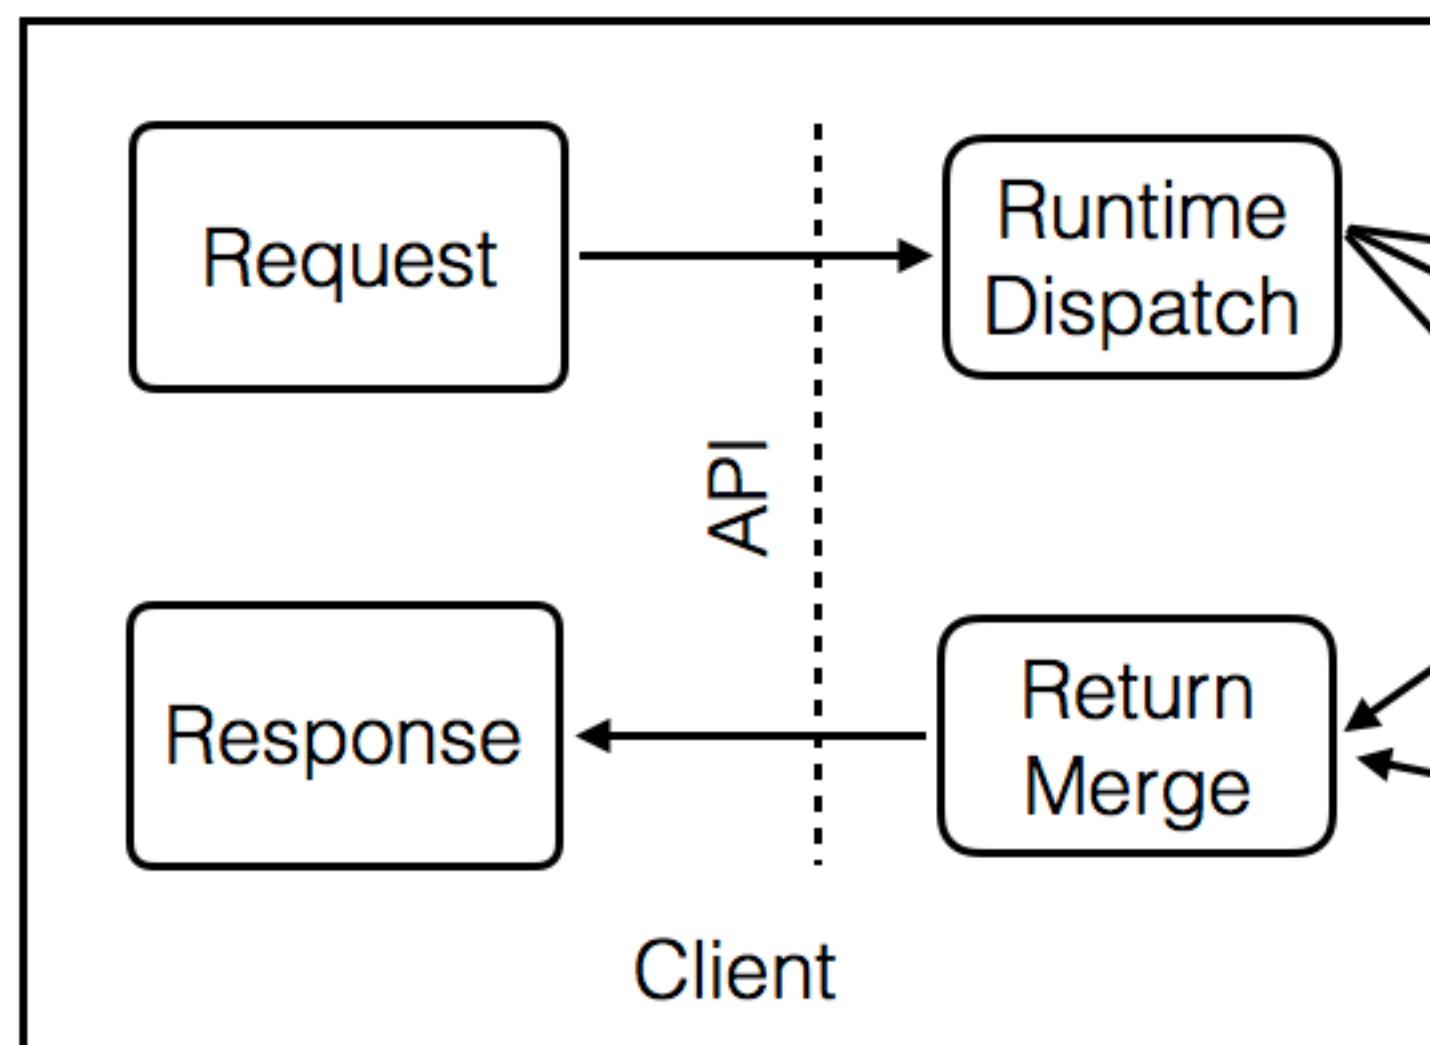 Request
Runtime
Dispatch
API
Response
Return
Merge
Client